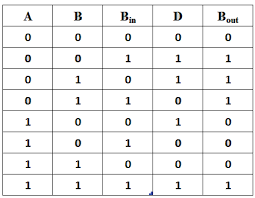 A B Bin D Bout
0 0 0 0 0
0 0 1 1 1
0 1 0 1 1
0 1 1 0 1
1 0 0 1 0
1 0 1 0 0
1 1 0 0 0
1 1 1 1 1